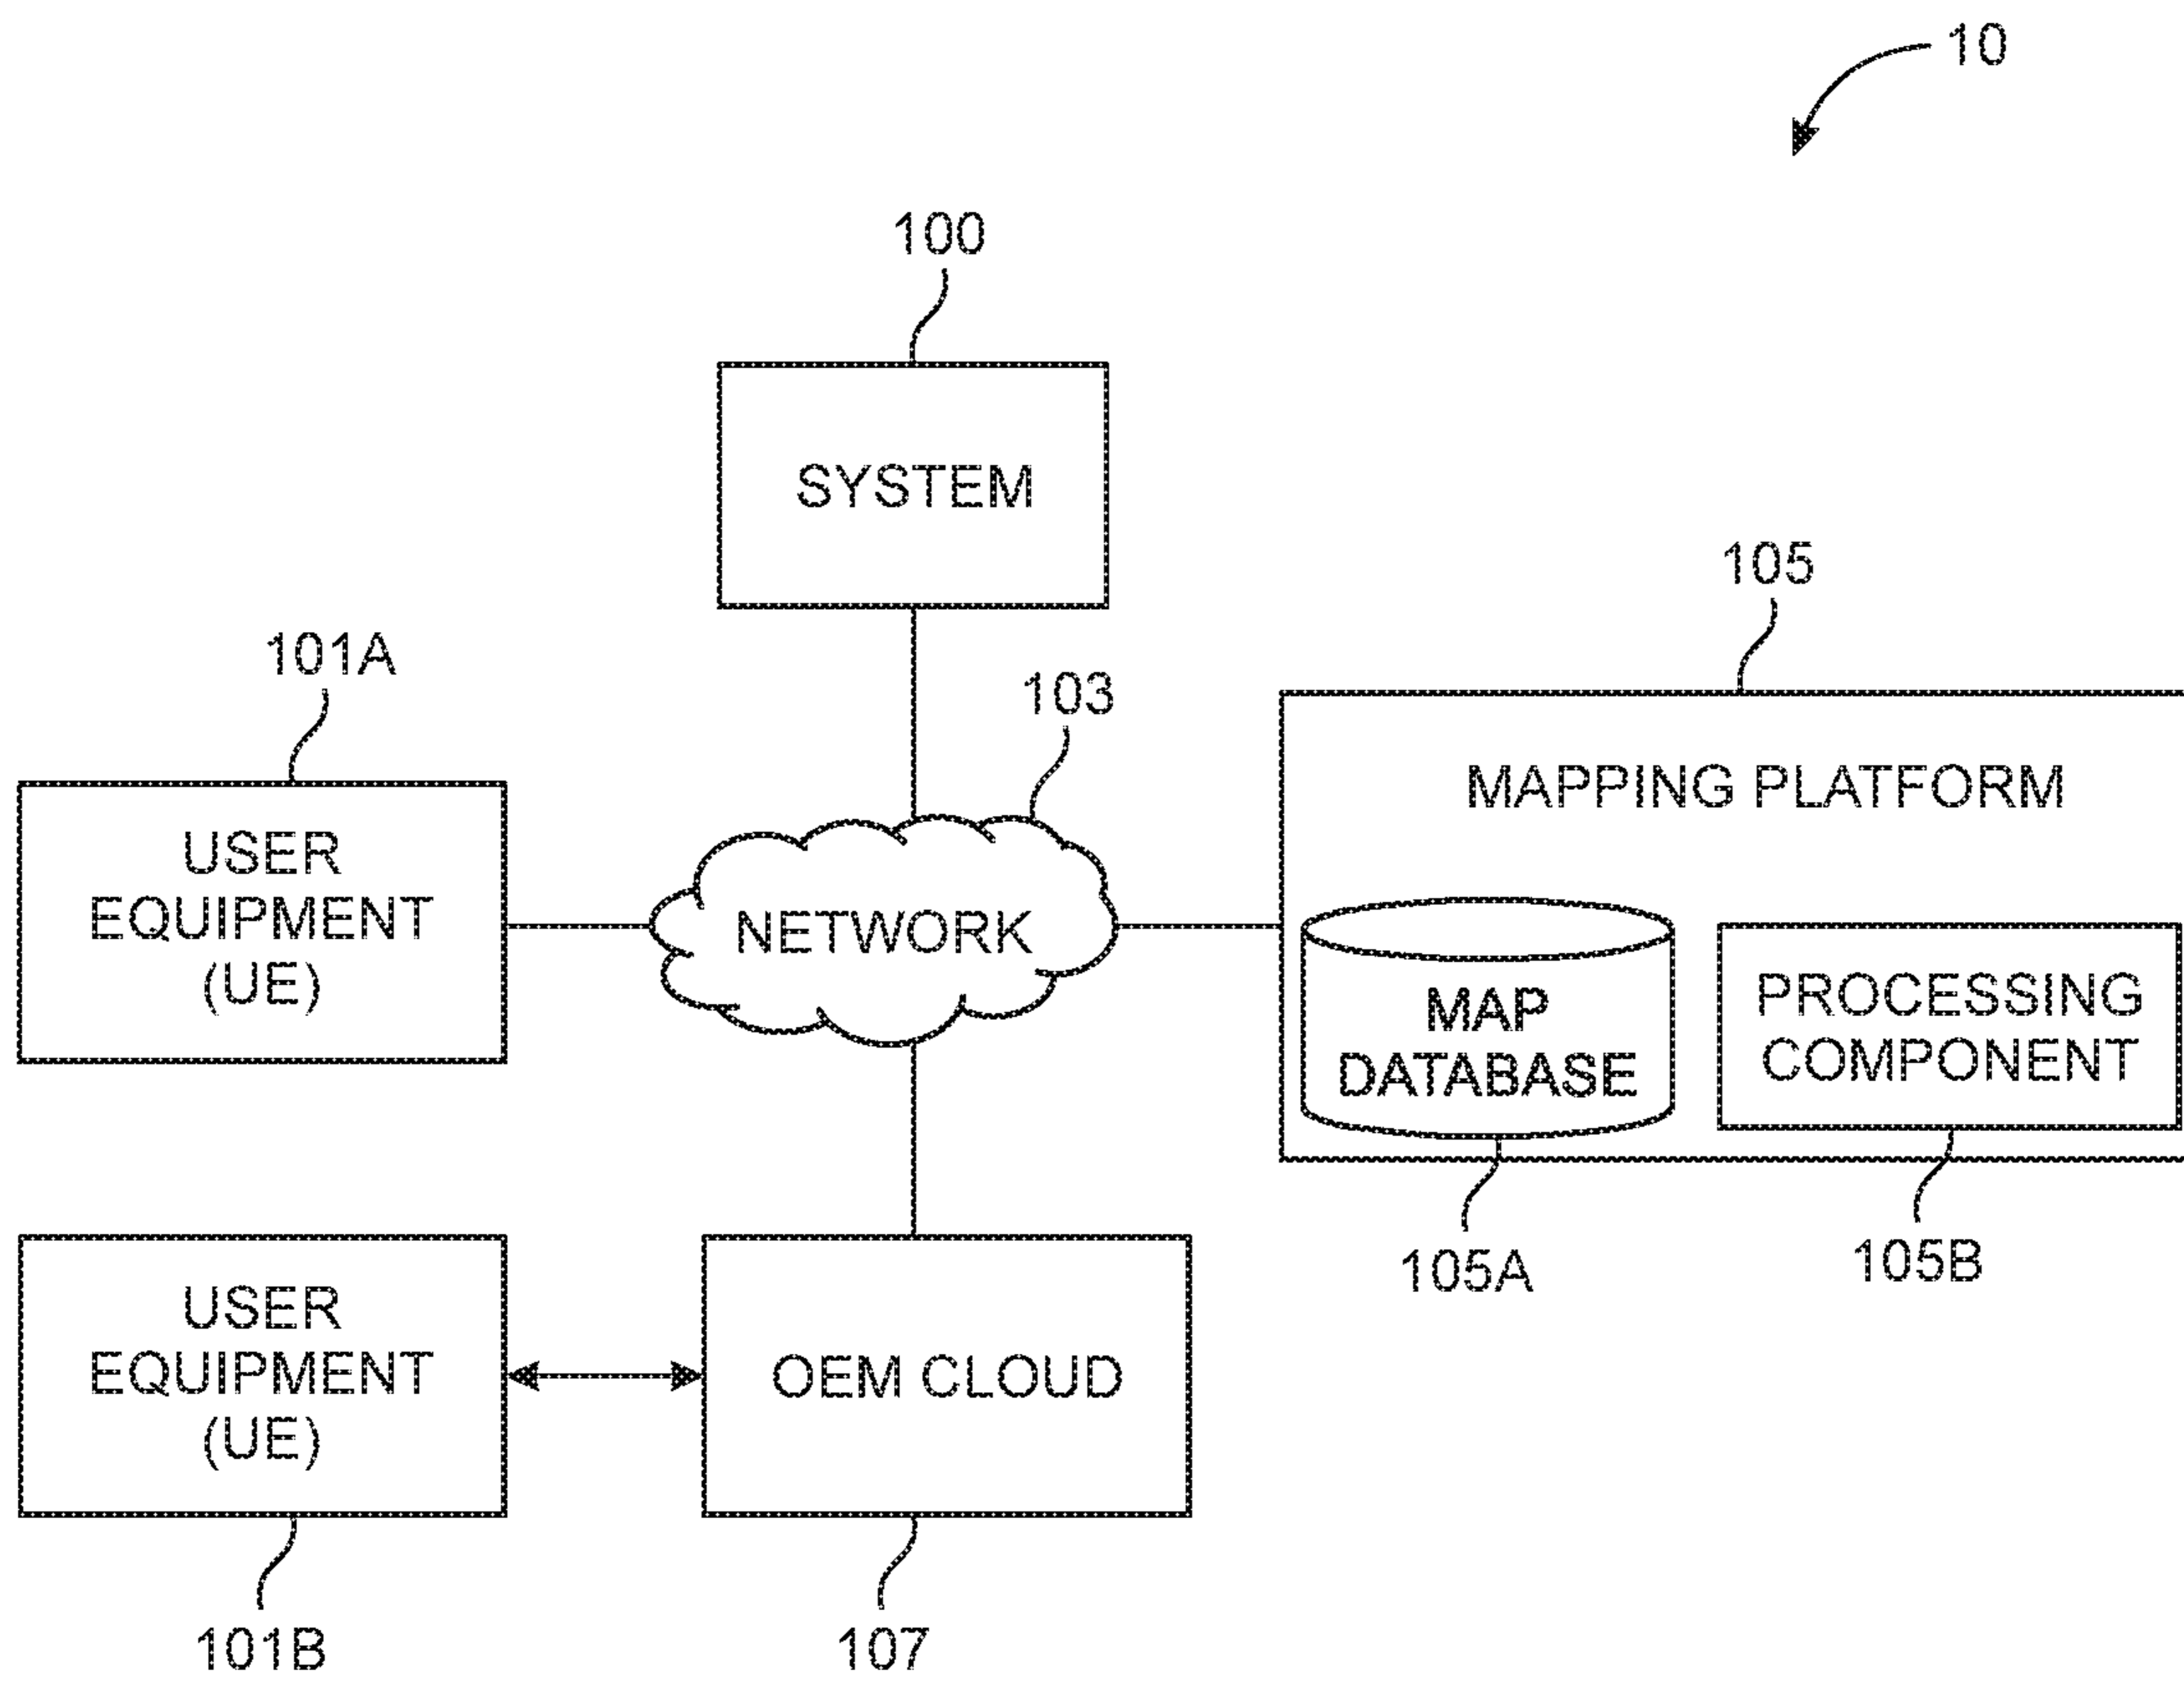 10
100
SYSTEM
105
101A
103
MAPPING PLATFORM
USER
EQUIPMENT
(UE)
NETWORK
MAP
DATABASE
PROCESSING
COMPONENT
105A
105B
USER
EQUIPMENT
(UE)
OEM CLOUD
101B
107